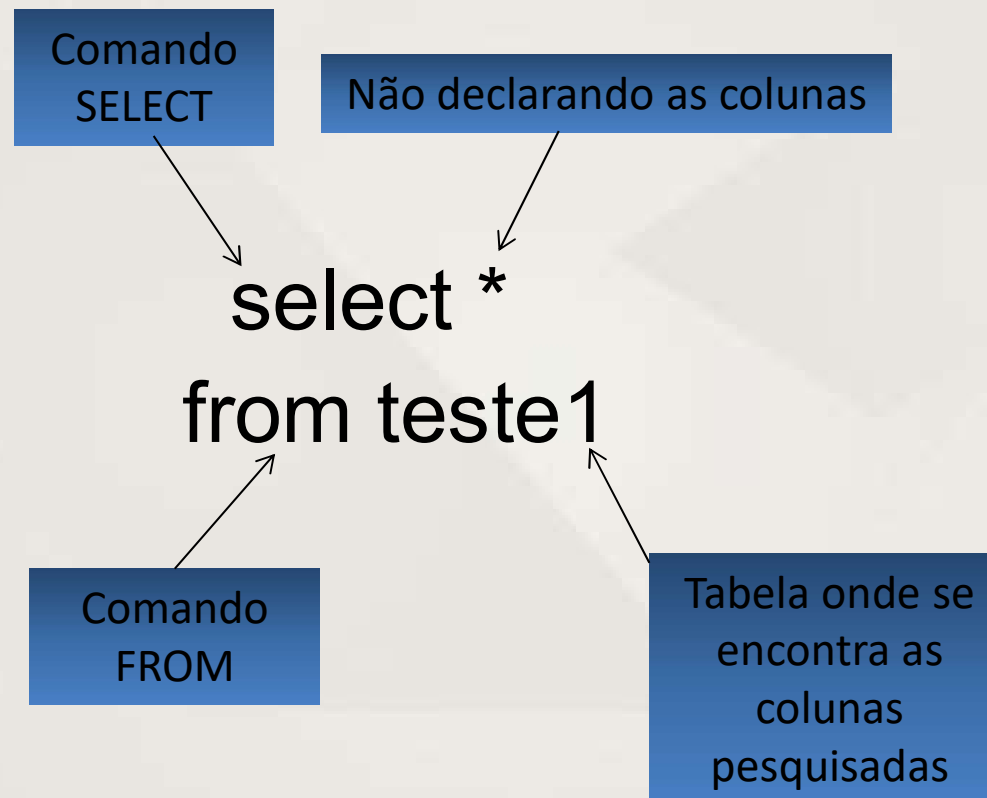 Comando
SELECT
Não declarando as colunas
select *
from teste1
Comando
FROM
Tabela onde se
encontra as
colunas
pesquisadas